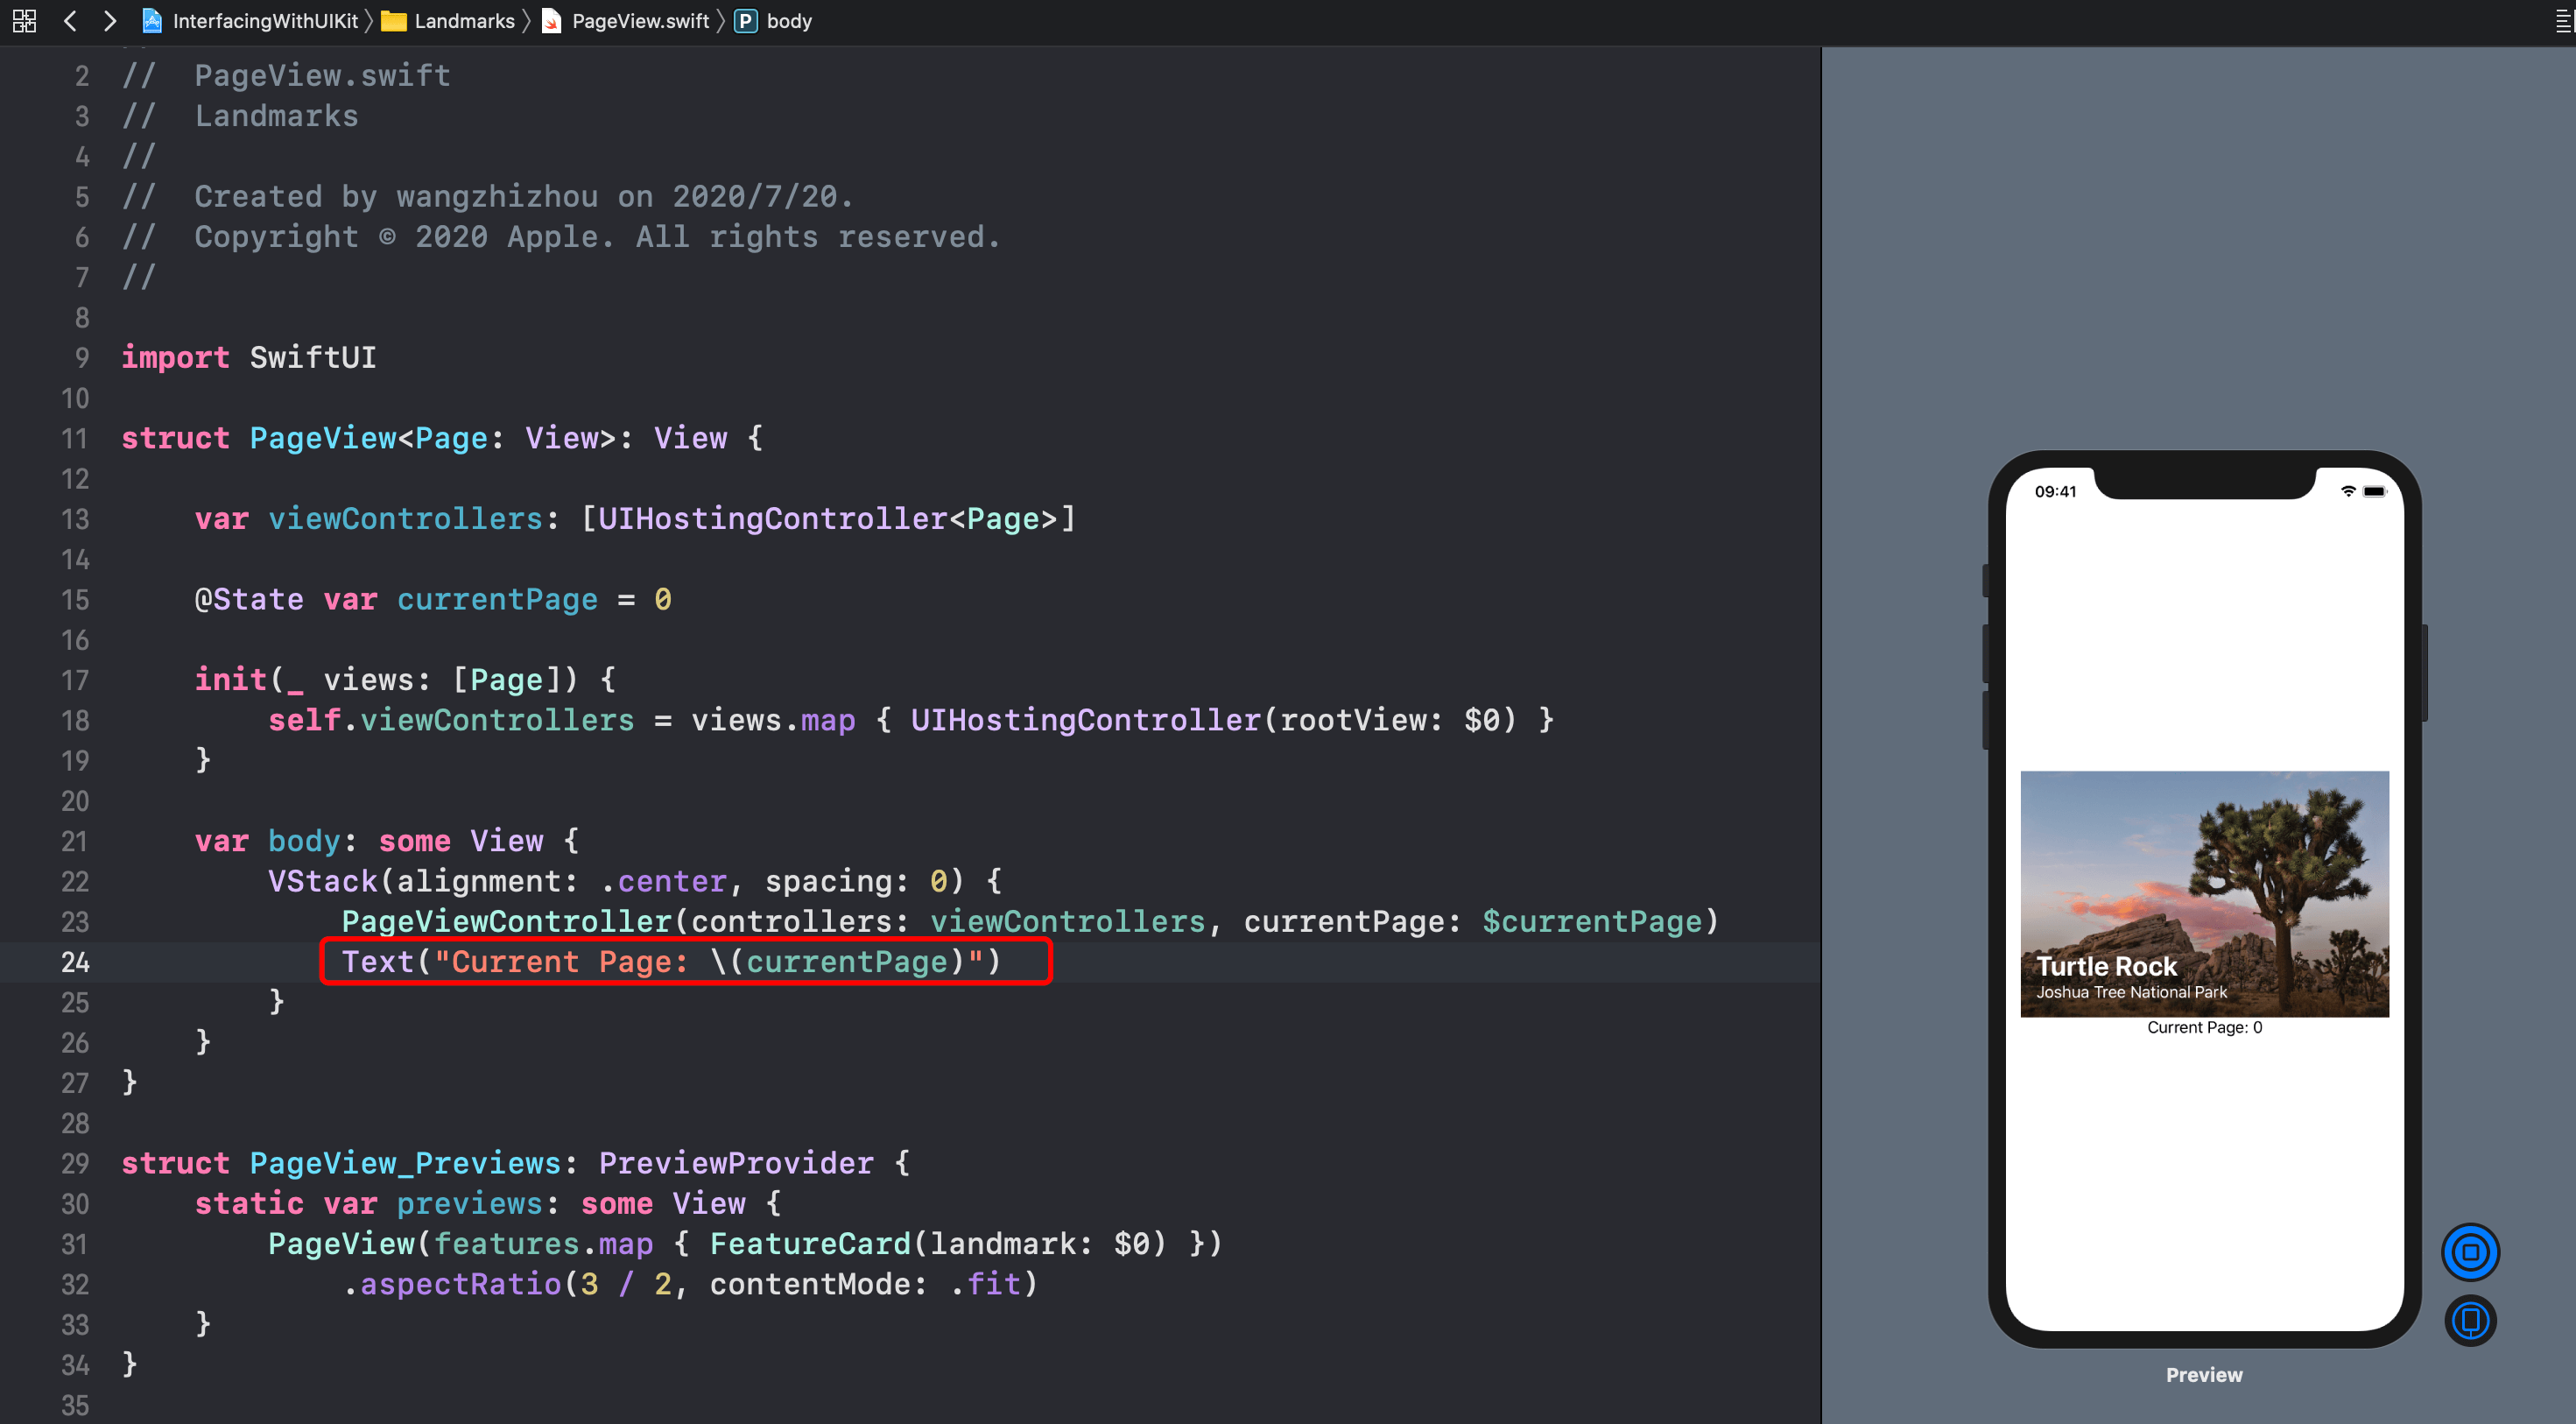 InterfacingWithUIKit 〉 Landmarks 〉 PageView.swift 〉 P body
2 //  PageView.swift
3 //  Landmarks
4 //
5 //  Created by wangzhizhou on 2020/7/20.
6 //  Copyright © 2020 Apple. All rights reserved.
7 //
8
9 import SwiftUI
10
11 struct PageView<Page: View>: View {
12
13     var viewControllers: [UIHostingController<Page>]
14
15     @State var currentPage = 0
16
17     init(_ views: [Page]) {
18         self.viewControllers = views.map { UIHostingController(rootView: $0) }
19     }
20
21     var body: some View {
22         VStack(alignment: .center, spacing: 0) {
23             PageViewController(controllers: viewControllers, currentPage: $currentPage)
24             Text("Current Page: \(currentPage)")
25         }
26     }
27 }
28
29 struct PageView_Previews: PreviewProvider {
30     static var previews: some View {
31         PageView(features.map { FeatureCard(landmark: $0) })
32             .aspectRatio(3 / 2, contentMode: .fit)
33     }
34 }
35
09:41
Turtle Rock
Joshua Tree National Park
Current Page: 0
Preview